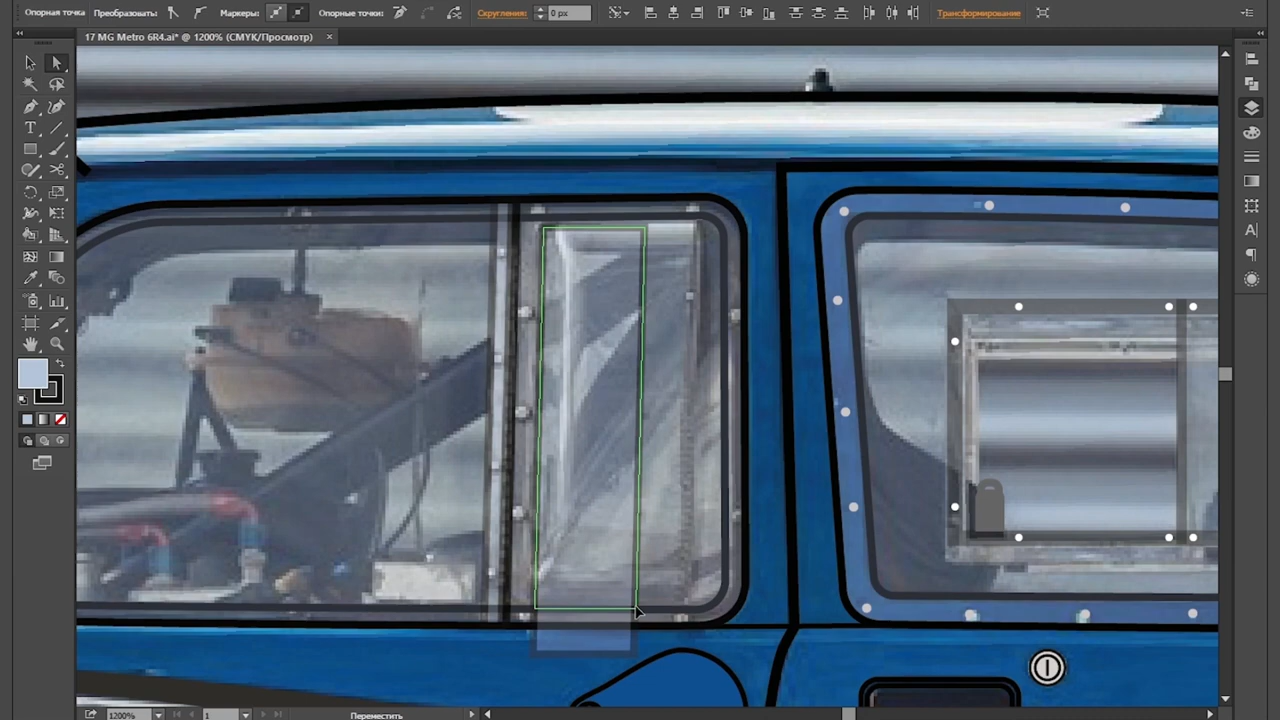 Опорная точка Преобразовать: Маркеры: Опорные точки: Скругления: 0 px Трансформирование
17 MG Metro 6R4.ai* @ 1200% (CMYK/Просмотр) ×
1200% 1 Переместить